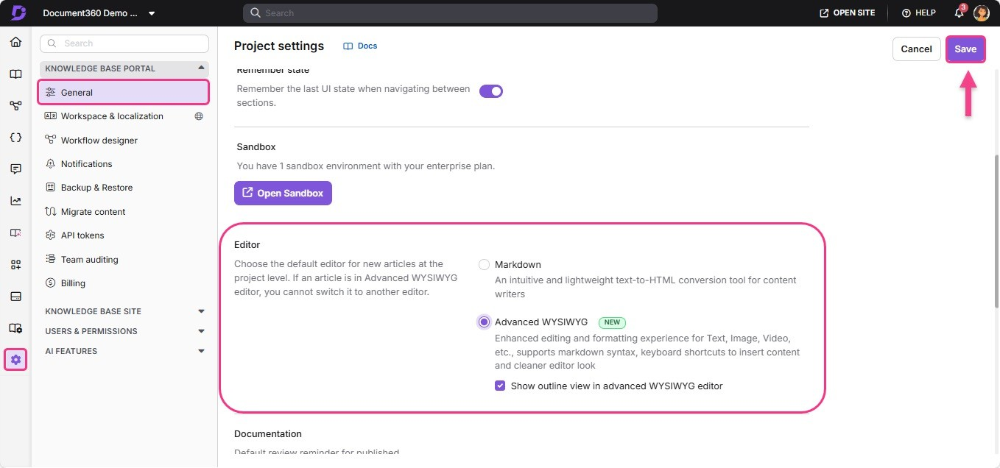 Document360 Demo ...
Search
OPEN SITE
HELP
3
Search
KNOWLEDGE BASE PORTAL
General
Workspace & localization
Workflow designer
Notifications
Backup & Restore
Migrate content
API tokens
Team auditing
Billing
KNOWLEDGE BASE SITE
USERS & PERMISSIONS
AI FEATURES
Project settings
Docs
Cancel
Save
Remember state
Remember the last UI state when navigating between
sections.
Sandbox
You have 1 sandbox environment with your enterprise plan.
Open Sandbox
Editor
Choose the default editor for new articles at the
project level. If an article is in Advanced WYSIWYG
editor, you cannot switch it to another editor.
Markdown
An intuitive and lightweight text-to-HTML conversion tool for content
writers
Advanced WYSIWYG
NEW
Enhanced editing and formatting experience for Text, Image, Video,
etc., supports markdown syntax, keyboard shortcuts to insert content
and cleaner editor look
Show outline view in advanced WYSIWYG editor
Documentation
Default review reminder for published